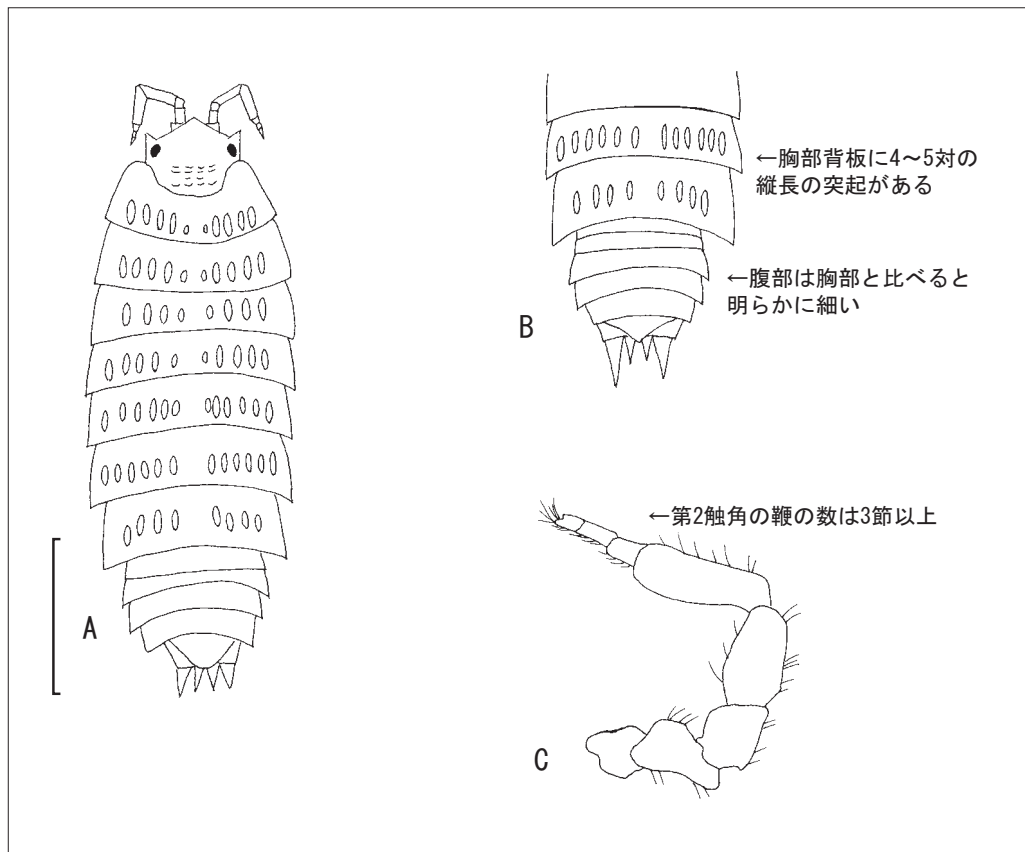 ←胸部背板に4~5対の
縦長の突起がある
←腹部は胸部と比べると
明らかに細い
B
←第2触角の鞭の数は3節以上
A
C